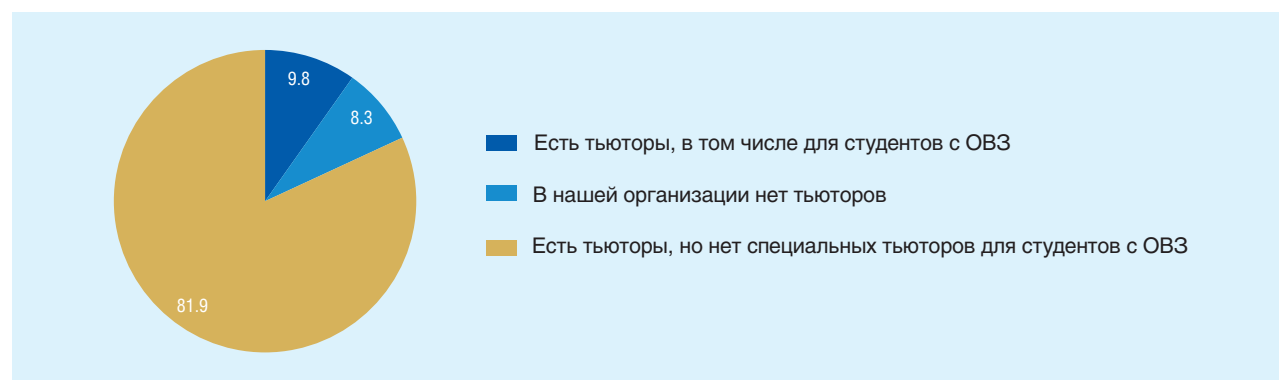 9.8
8.3
81.9
Есть тьюторы, в том числе для студентов с ОВЗ
В нашей организации нет тьюторов
Есть тьюторы, но нет специальных тьюторов для студентов с ОВЗ